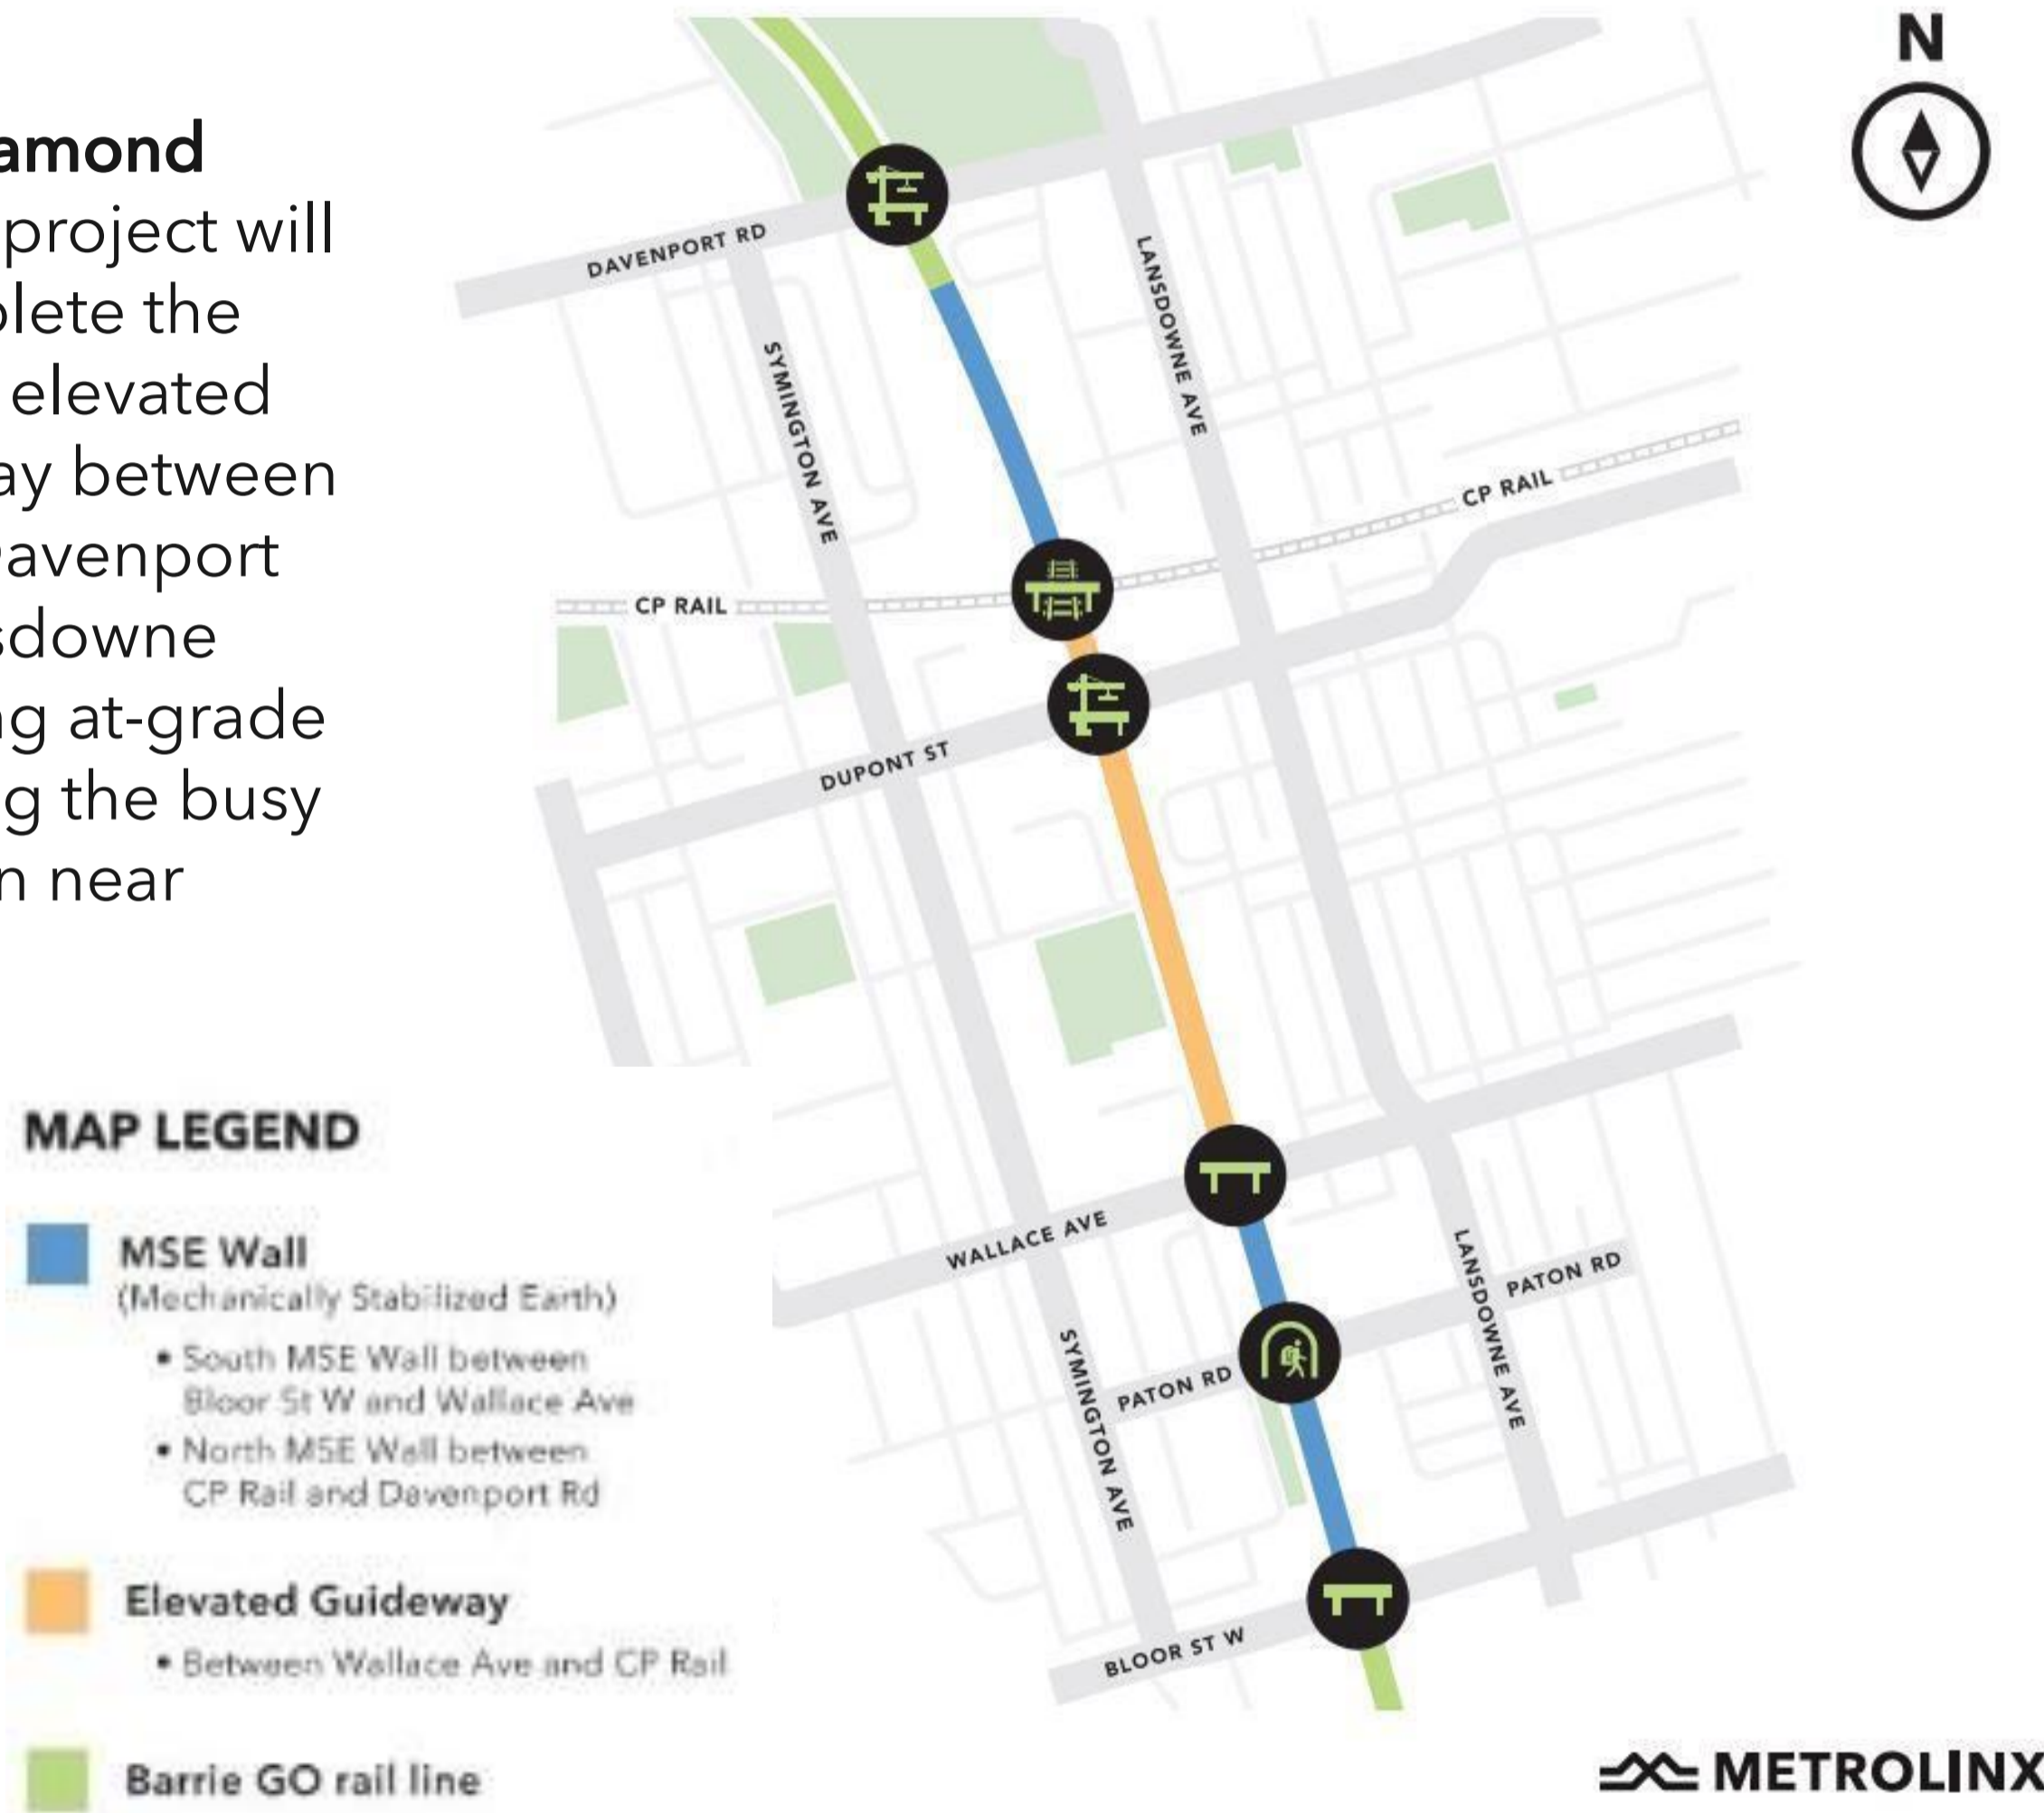 amond
project will
plete the
elevated
ay between
Davenport
sdowne
ng at-grade
g the busy
n near
N
DAVENPORT RD
LANSDOWNE AVE
SYMINGTON AVE
CP RAIL
CP RAIL
DUPONT ST
WALLACE AVE
LANSDOWNE AVE
PATON RD
PATON RD
SYMINGTON AVE
BLOOR ST W
MAP LEGEND
MSE Wall
(Mechanically Stabilized Earth)
• South MSE Wall between
Bloor St W and Wallace Ave
• North MSE Wall between
CP Rail and Davenport Rd
Elevated Guideway
• Between Wallace Ave and CP Rail
Barrie GO rail line
METROLINX